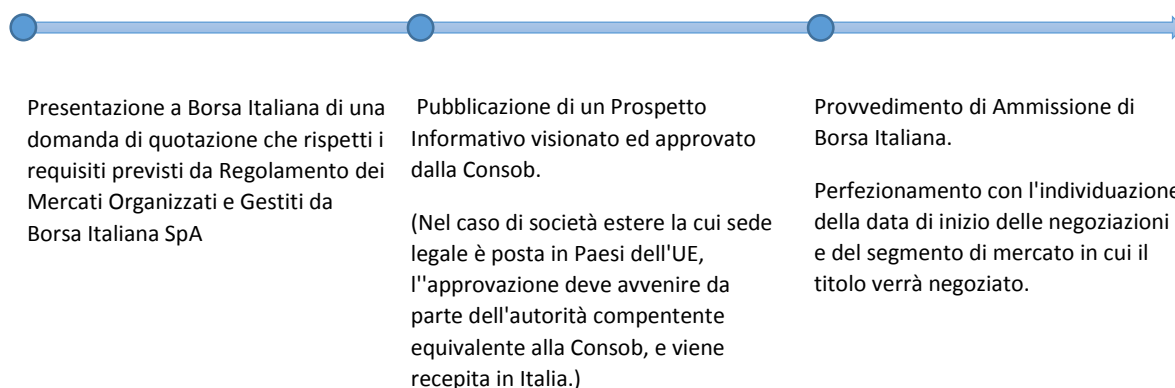 Presentazione a Borsa Italiana di una
domanda di quotazione che rispetti i
requisiti previsti da Regolamento dei
Mercati Organizzati e Gestiti da
Borsa Italiana SpA
Pubblicazione di un Prospetto
Informativo visionato ed approvato
dalla Consob.
(Nel caso di società estere la cui sede
legale è posta in Paesi dell'UE,
l''approvazione deve avvenire da
parte dell'autorità compentente
equivalente alla Consob, e viene
recepita in Italia.)
Provvedimento di Ammissione di
Borsa Italiana.
Perfezionamento con l'individuazione
della data di inizio delle negoziazioni
e del segmento di mercato in cui il
titolo verrà negoziato.